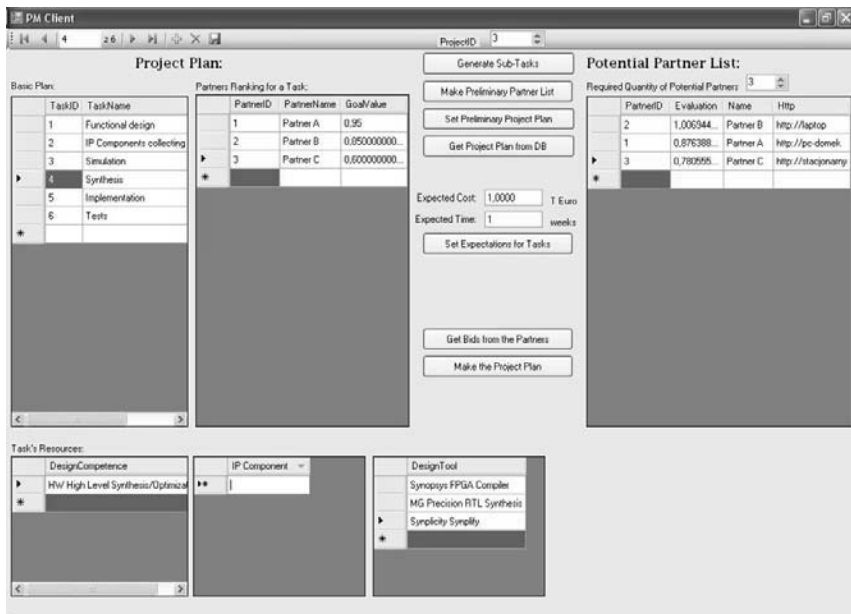 PM Client
4 z 6
ProjectID 3
Project Plan:
Potential Partner List:
Basic Plan:
Partners Ranking for a Task:
Required Quantity of Potential Partners 3
TaskID TaskName
1 Functional design
2 IP Components collecting
3 Simulation
4 Synthesis
5 Implementation
6 Tests
PartnerID PartnerName GoalValue
1 Partner A 0,95
2 Partner B 0,850000000...
3 Partner C 0,600000000...
Generate Sub-Tasks
Make Preliminary Partner List
Set Preliminary Project Plan
Get Project Plan from DB
Expected Cost: 1,0000 T Euro
Expected Time: 1 weeks
Set Expectations for Tasks
Get Bids from the Partners
Make the Project Plan
PartnerID Evaluation Name Http
2 1,006944... Partner B http://laptop
1 0,876388... Partner A http://pc-domek.
3 0,780555... Partner C http://stacjonarny
Task's Resources:
DesignCompetence
HW High Level Synthesis/Optimizat
IP Component
DesignTool
Synopsys FPGA Compiler
MG Precision RTL Synthesis
Synplicity Synplify